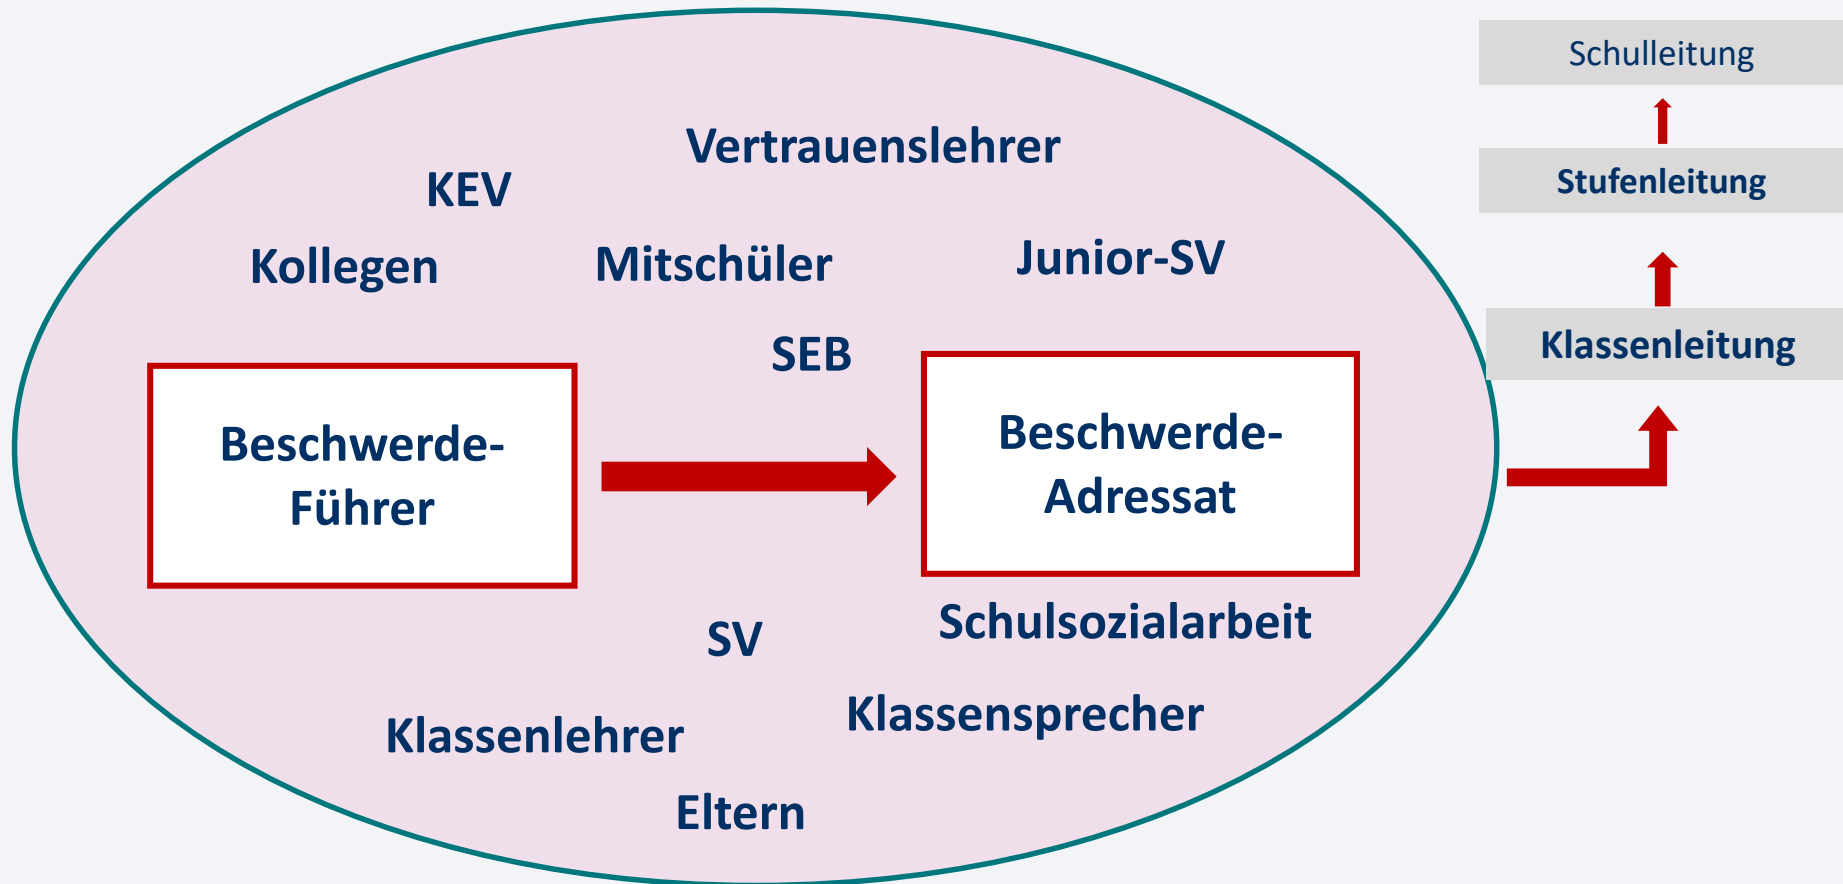 Schulleitung
Vertrauenslehrer
Stufenleitung
KEV
Kollegen
Mitschüler
Junior-SV
SEB
Klassenleitung
Beschwerde-
Führer
Beschwerde-
Adressat
SV
Schulsozialarbeit
Klassenlehrer
Klassensprecher
Eltern